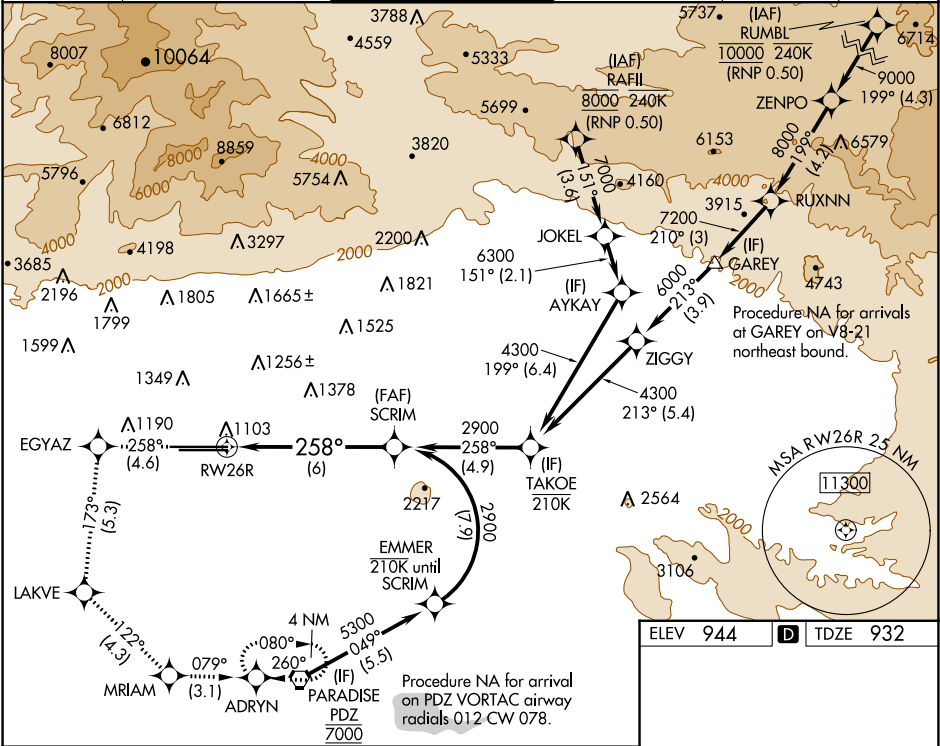 3788
4559
8007
10064
5333
5737
(IAF)
RUMBL
10000 240K
(RNP 0.50)
6714
(IAF)
RAFII
8000 240K
(RNP 0.50)
9000
199° (4.3)
ZENPO
5699
6812
8859
8000
6000
4000
5754
3820
5796
7000
151°
(3.6)
4160
6153
8000
199°
(4.2)
6579
4000
3915
RUXNN
4000
3685
4198
3297
2000
2200
JOKEL
7200
210° (3)
(IF)
GAREY
2000
4743
2196
2000
1799
1805
1665±
1821
6300
151° (2.1)
(IF)
AYKAY
6000
213°
(3.9)
Procedure NA for arrivals
at GAREY on V8-21
northeast bound.
1525
1599
ZIGGY
1349
1256±
1378
4300
199° (6.4)
4300
213° (5.4)
(FAF)
SCRIM
1190
1103
EGYAZ
258°
(4.6)
RW26R
258°
(6)
2900
258°
(4.9)
(IF)
TAKOE
210K
MSA RW26R 25 NM
11300
2217
2564
2000
3106
173°
(5.3)
2900
(7.9)
EMMER
210K until
SCRIM
LAKVE
122°
(4.3)
4 NM
080°
260°
5300
049°
(5.5)
MRIAM
079°
(3.1)
ADRYN
(IF)
PARADISE
PDZ
7000
Procedure NA for arrival
on PDZ VORTAC airway
radials 012 CW 078.
ELEV 944
D
TDZE 932